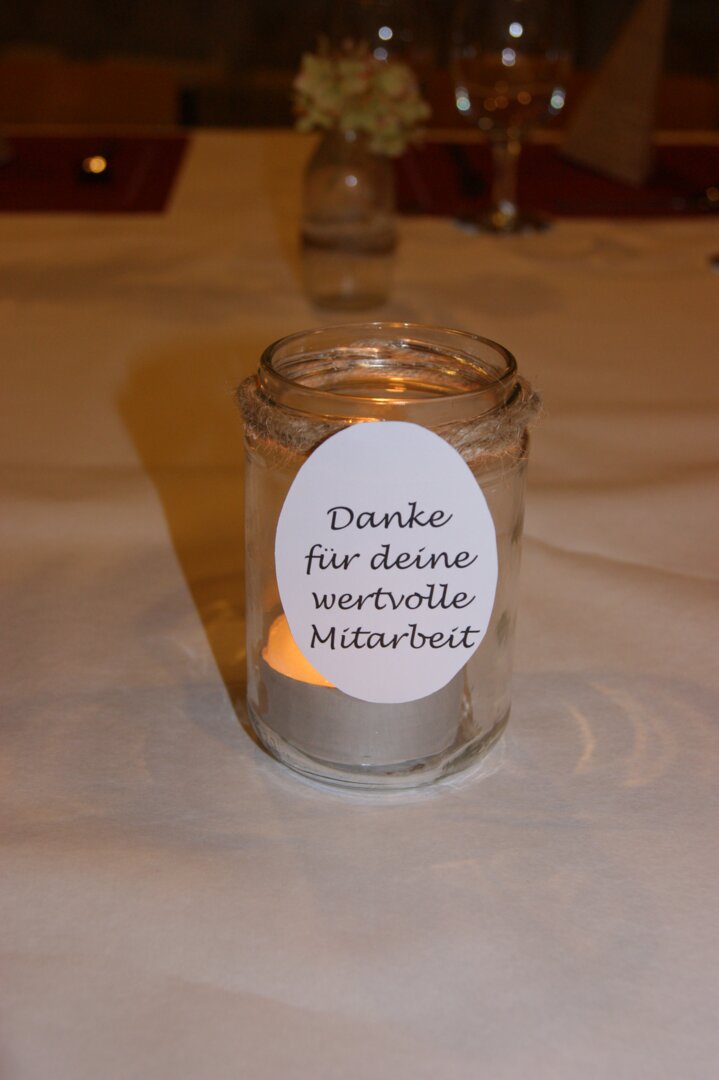 Danke
für deine
wertvolle
Mitarbeit